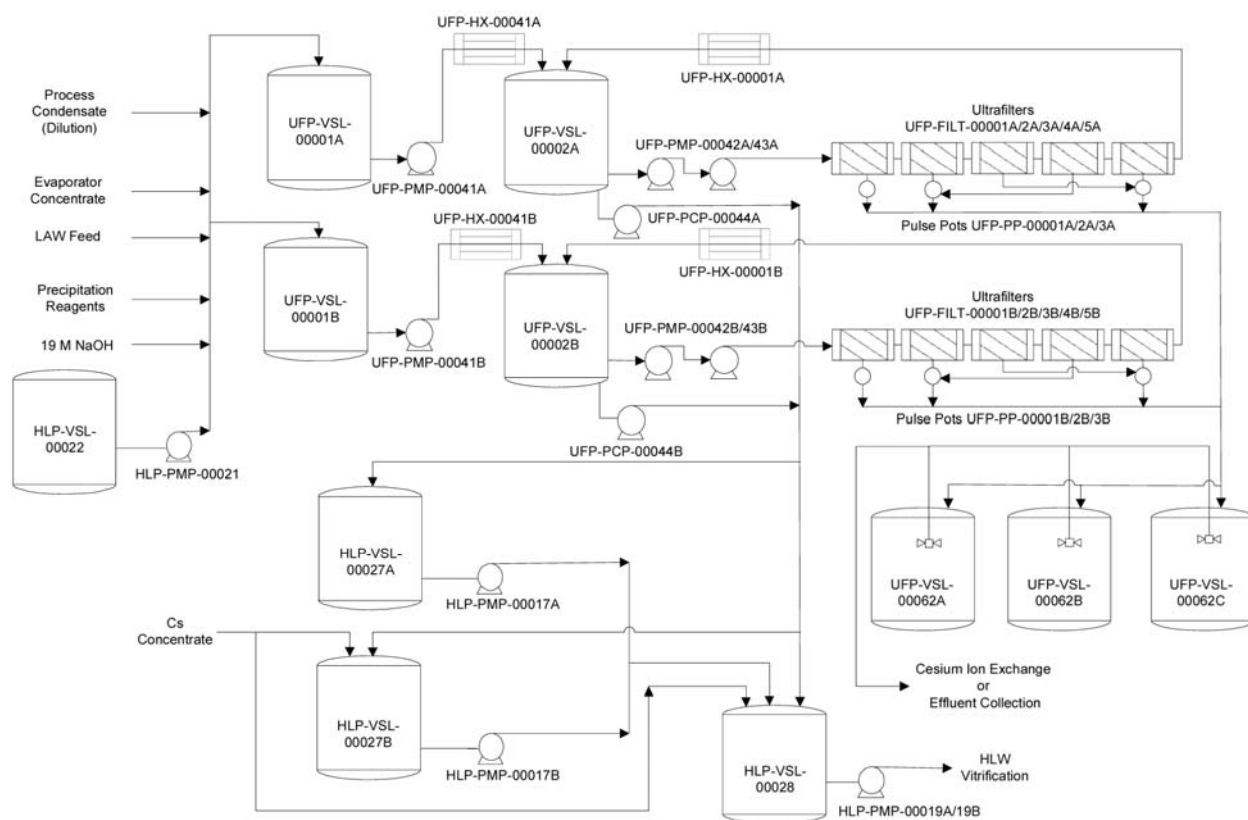 UFP-HX-00041A
UFP-HX-00001A
Process
Condensate
(Dilution)
UFP-VSL-
00001A
UFP-VSL-
00002A
Ultrafilters
UFP-FILT-00001A/2A/3A/4A/5A
UFP-PMP-00042A/43A
UFP-PMP-00041A
Evaporator
Concentrate
UFP-HX-00041B
UFP-PCP-00044A
Pulse Pots UFP-PP-00001A/2A/3A
LAW Feed
UFP-HX-00001B
Precipitation
Reagents
UFP-VSL-
00001B
UFP-VSL-
00002B
Ultrafilters
UFP-FILT-00001B/2B/3B/4B/5B
UFP-PMP-00042B/43B
19 M NaOH
UFP-PMP-00041B
HLP-VSL-
00022
HLP-PMP-00021
UFP-PCP-00044B
Pulse Pots UFP-PP-00001B/2B/3B
HLP-VSL-
00027A
HLP-PMP-00017A
UFP-VSL-
00062A
UFP-VSL-
00062B
UFP-VSL-
00062C
Cs
Concentrate
HLP-VSL-
00027B
HLP-PMP-00017B
Cesium Ion Exchange
or
Effluent Collection
HLP-VSL-
00028
HLW
Vitrification
HLP-PMP-00019A/19B